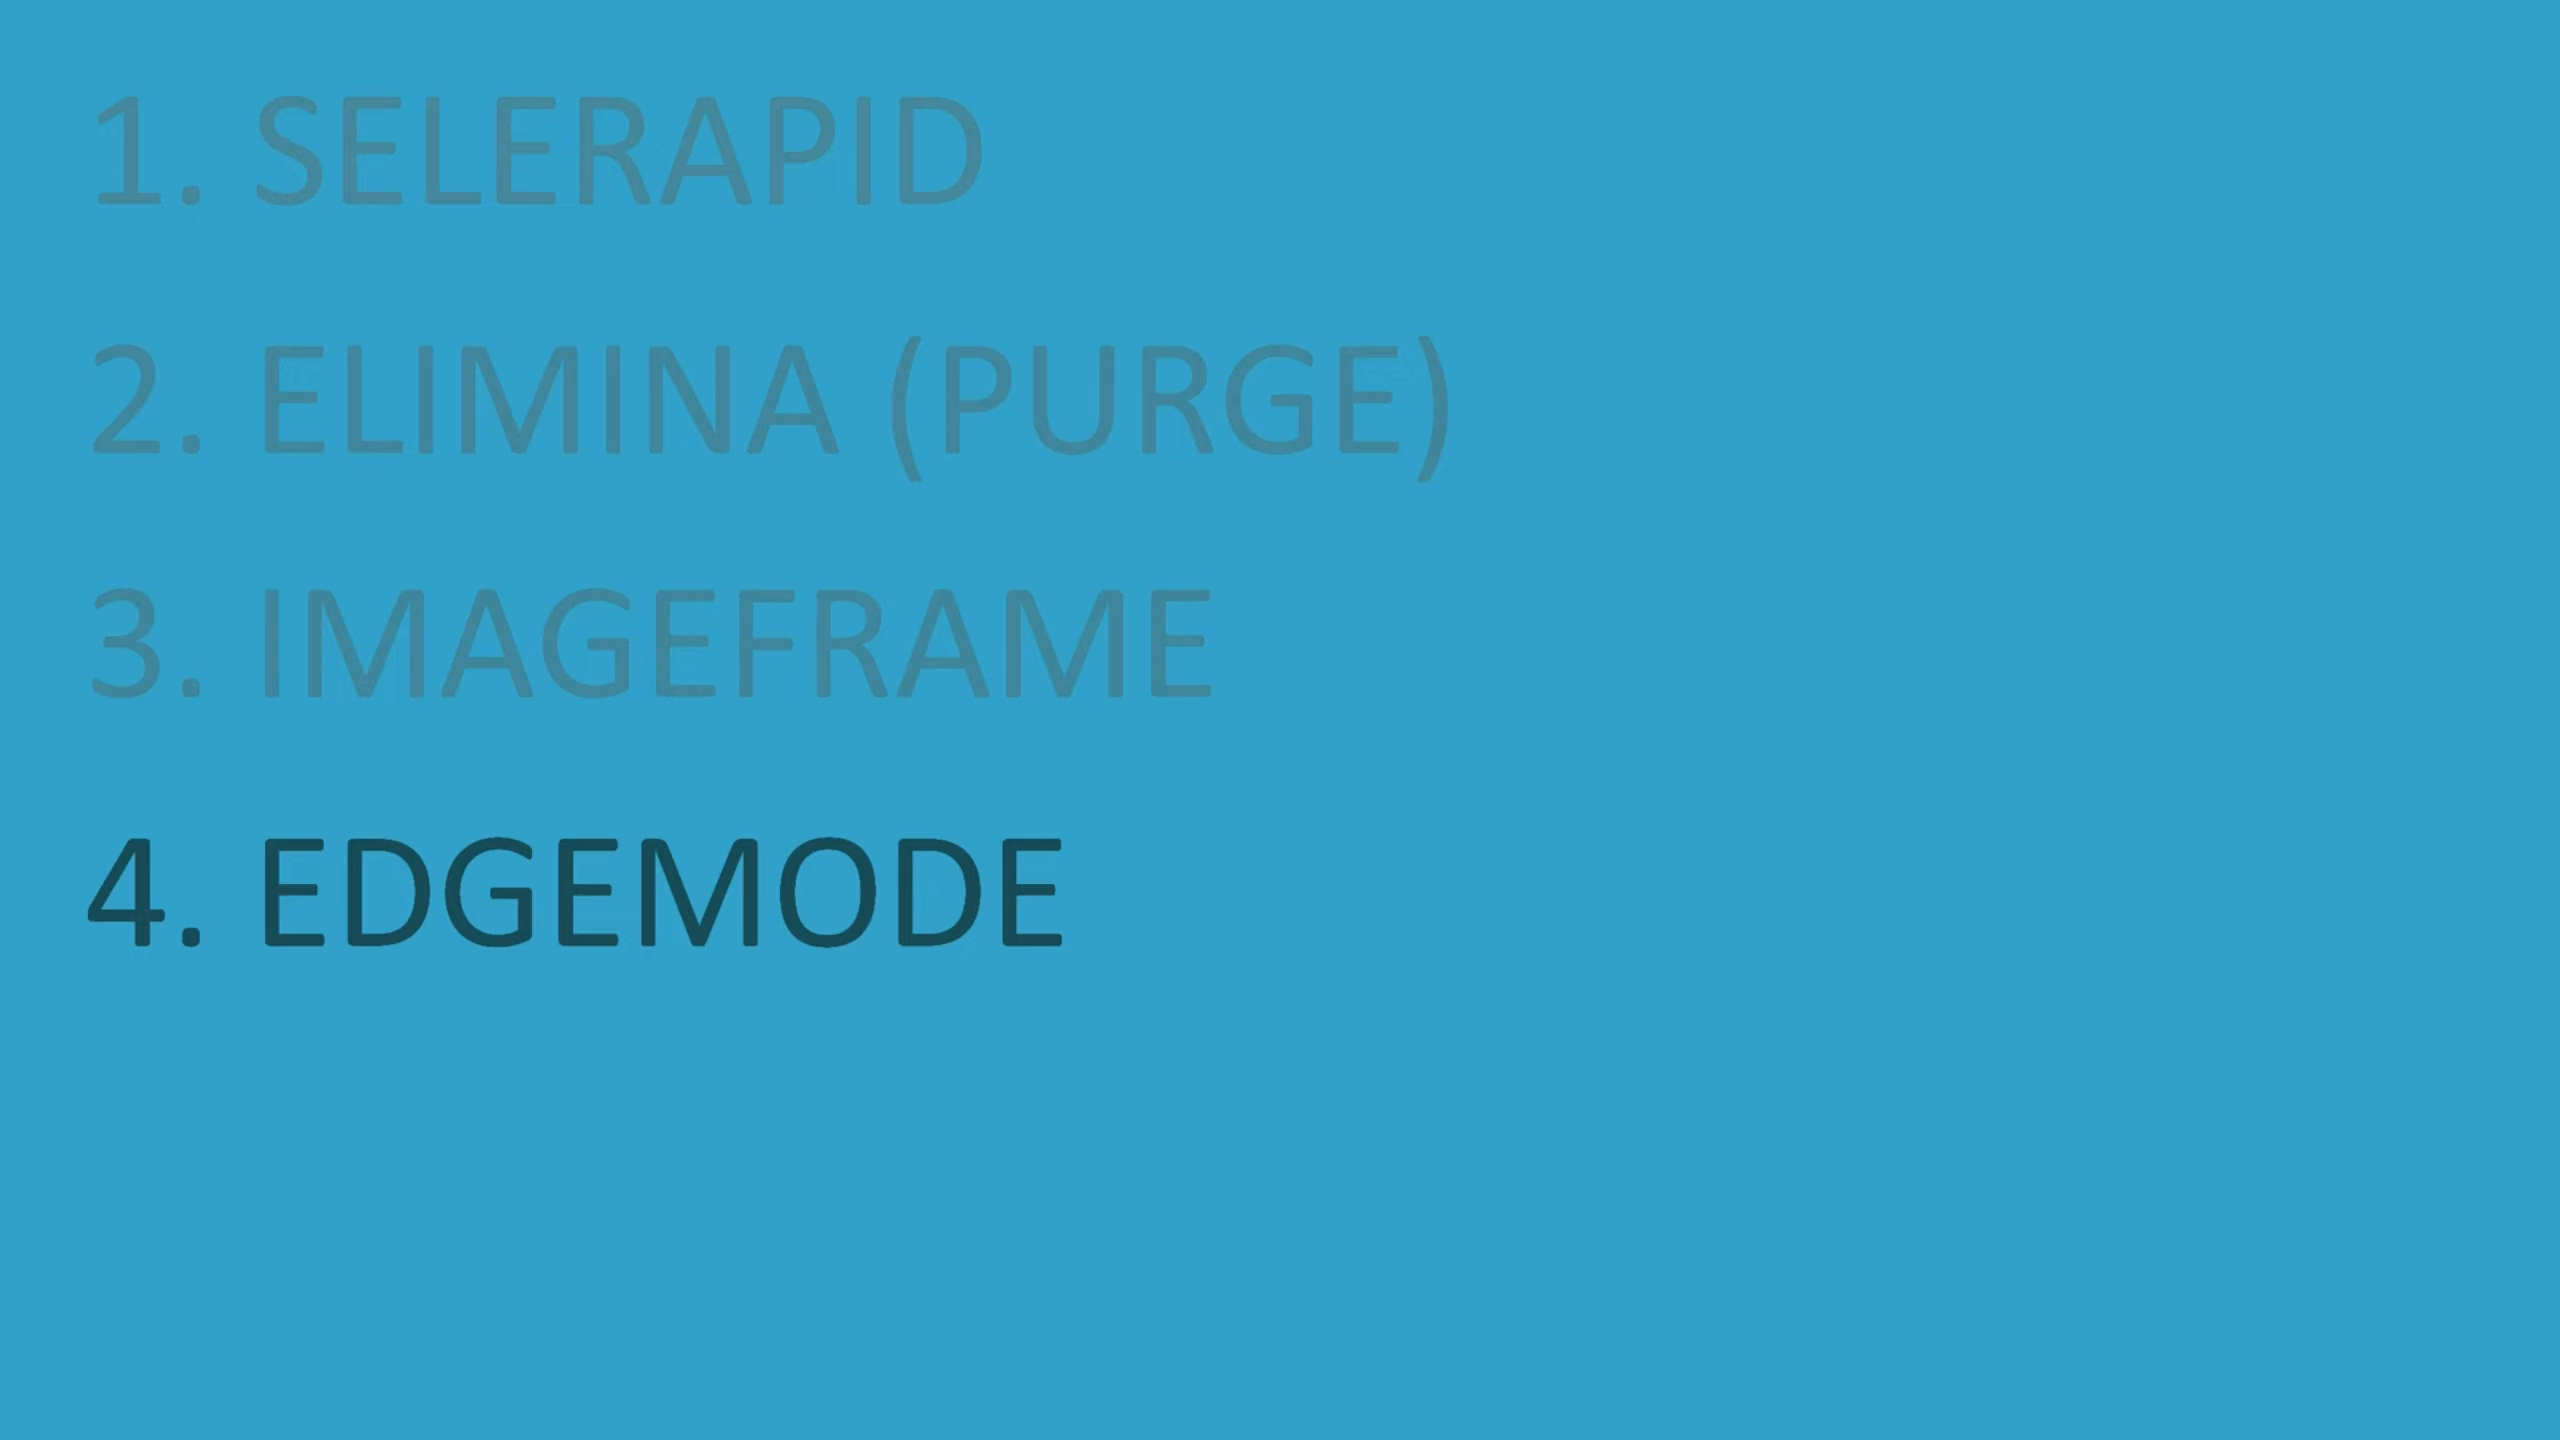 1. SELERAPID
2. ELIMINA (PURGE)
3. IMAGEFRAME
4. EDGEMODE